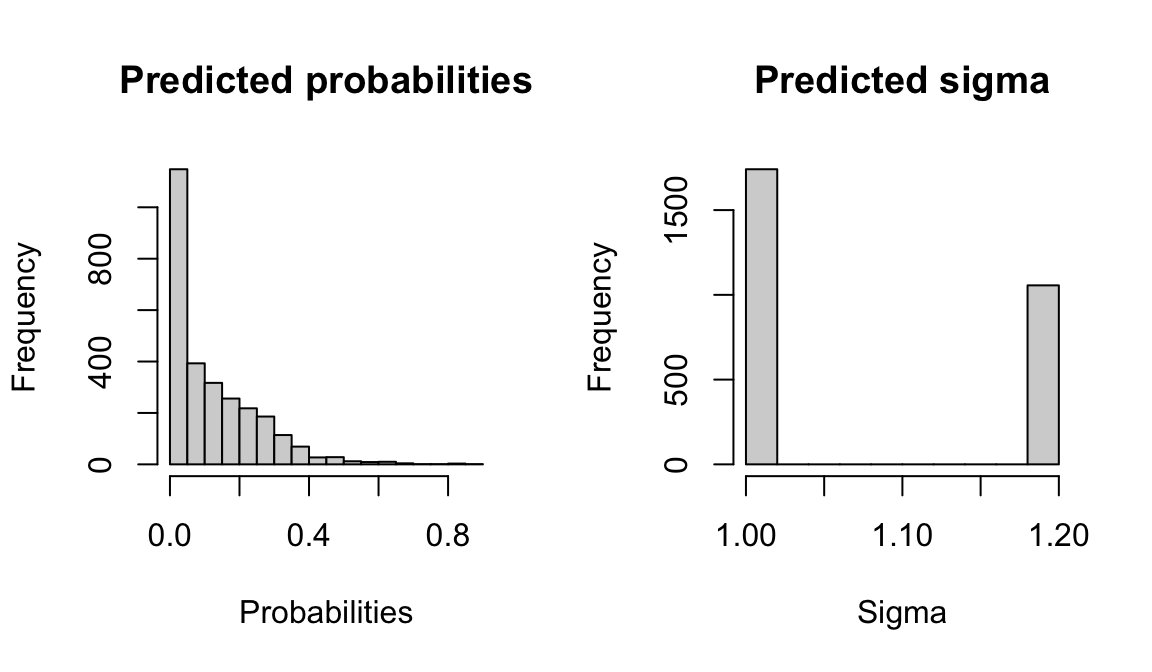 Predicted probabilities
Frequency
800
400
0
0.0 0.4 0.8
Probabilities
Predicted sigma
Frequency
1500
500
0
1.00 1.10 1.20
Sigma